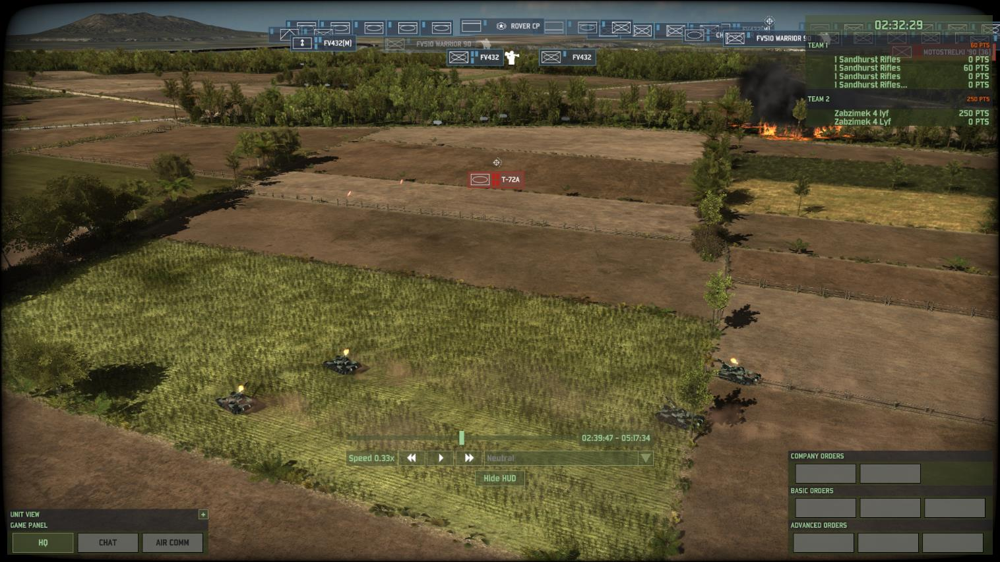 ROVER CP
FV432(M)
FV510 WARRIOR 90
FV432
FV432
FV510 WARRIOR 9
02:32:29
TEAM 1 60 PTS
MOTOSTRELKI '90 [36]
1 Sandhurst Rifles 0 PTS
1 Sandhurst Rifles 60 PTS
1 Sandhurst Rifles 0 PTS
1 Sandhurst Rifles... 0 PTS
TEAM 2 250 PTS
Zabzimek 4 lyf 250 PTS
Zabzimek 4 Lyf 0 PTS
T-72A
02:39:47 - 05:17:34
Speed 0.33x
Neutral
Hide HUD
UNIT VIEW +
GAME PANEL
HQ CHAT AIR COMM
COMPANY ORDERS
BASIC ORDERS
ADVANCED ORDERS